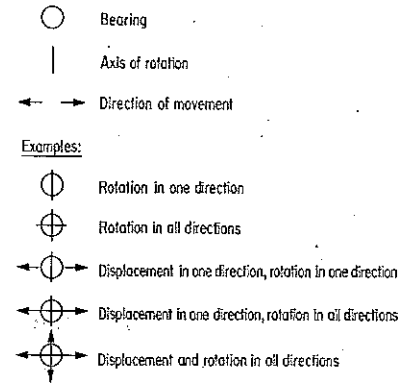 Bearing
Axis of rotation
Direction of movement
Examples:
Rotation in one direction
Rotation in all directions
Displacement in one direction, rotation in one direction
Displacement in one direction, rotation in all directions
Displacement and rotation in all directions